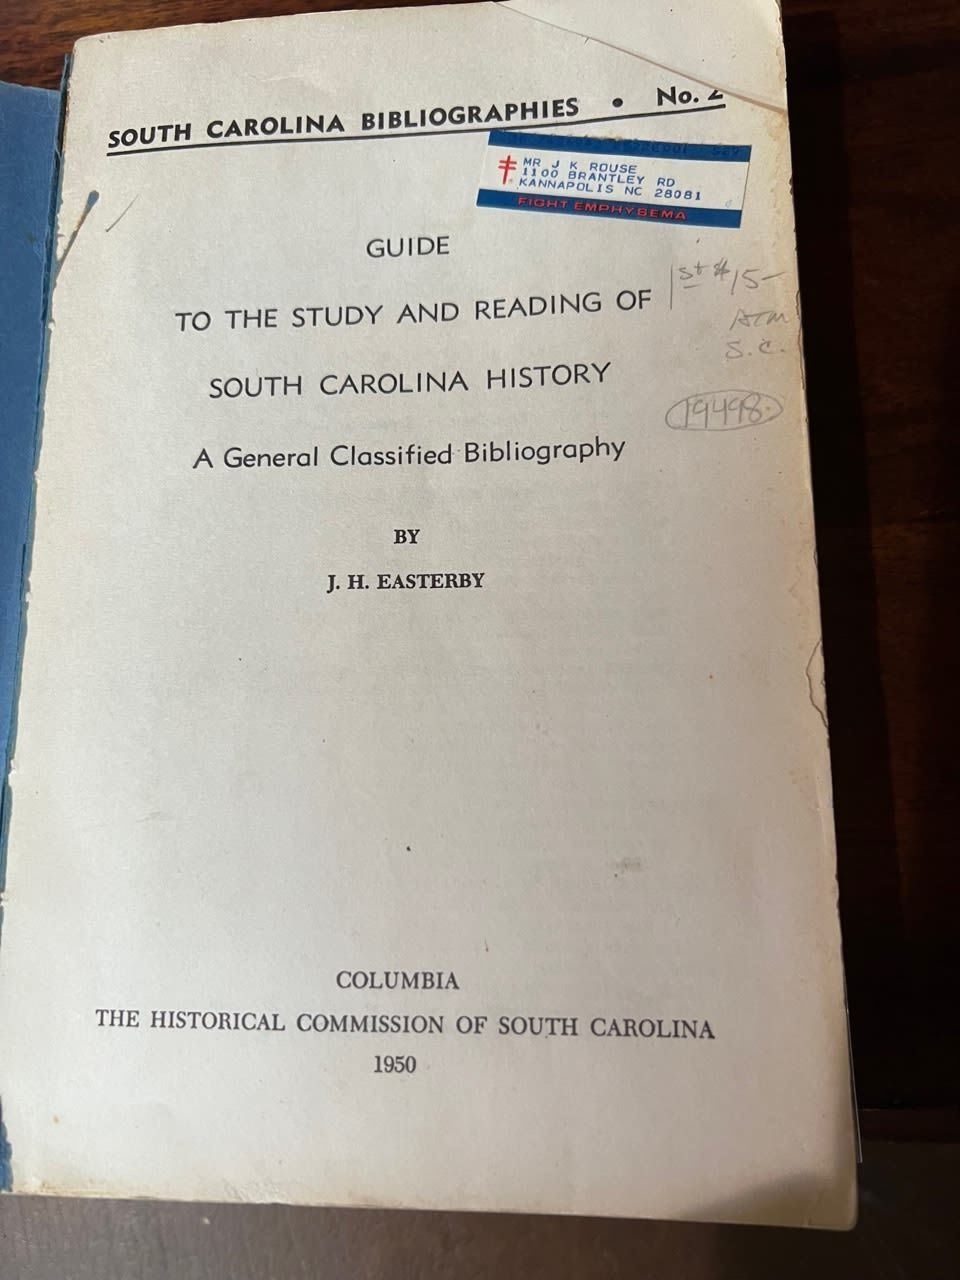 SOUTH CAROLINA BIBLIOGRAPHIES • No. 2
MR J K ROUSE
1100 BRANTLEY RD
KANNAPOLIS NC 28081
FIGHT EMPHYSEMA
GUIDE
TO THE STUDY AND READING OF
SOUTH CAROLINA HISTORY
A General Classified Bibliography
1st $15-
S.C.
19498
BY
J. H. EASTERBY
COLUMBIA
THE HISTORICAL COMMISSION OF SOUTH CAROLINA
1950